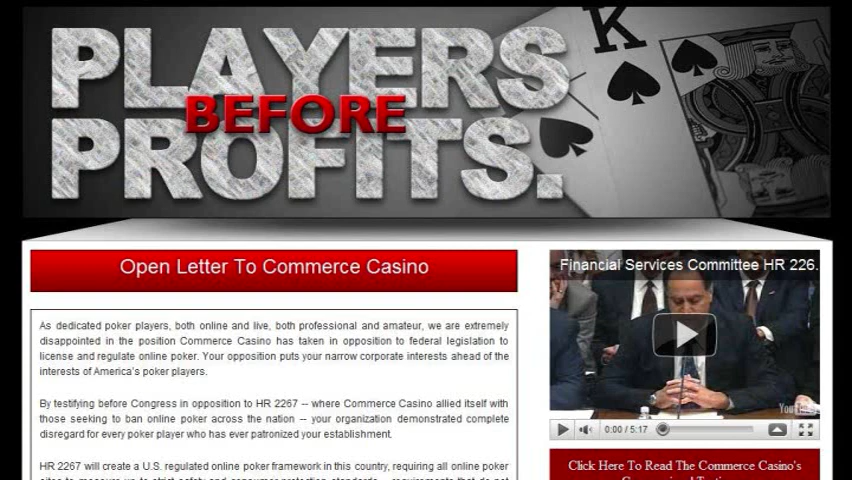 PLAYERS
BEFORE
PROFITS.
K
Open Letter To Commerce Casino
As dedicated poker players, both online and live, both professional and amateur, we are extremely
disappointed in the position Commerce Casino has taken in opposition to federal legislation to
license and regulate online poker. Your opposition puts your narrow corporate interests ahead of the
interests of America's poker players.
By testifying before Congress in opposition to HR 2267 -- where Commerce Casino allied itself with
those seeking to ban online poker across the nation -- your organization demonstrated complete
disregard for every poker player who has ever patronized your establishment.
HR 2267 will create a U.S. regulated online poker framework in this country, requiring all online poker
Financial Services Committee HR 226.
YouTube
0:00 / 5:17
Click Here To Read The Commerce Casino's